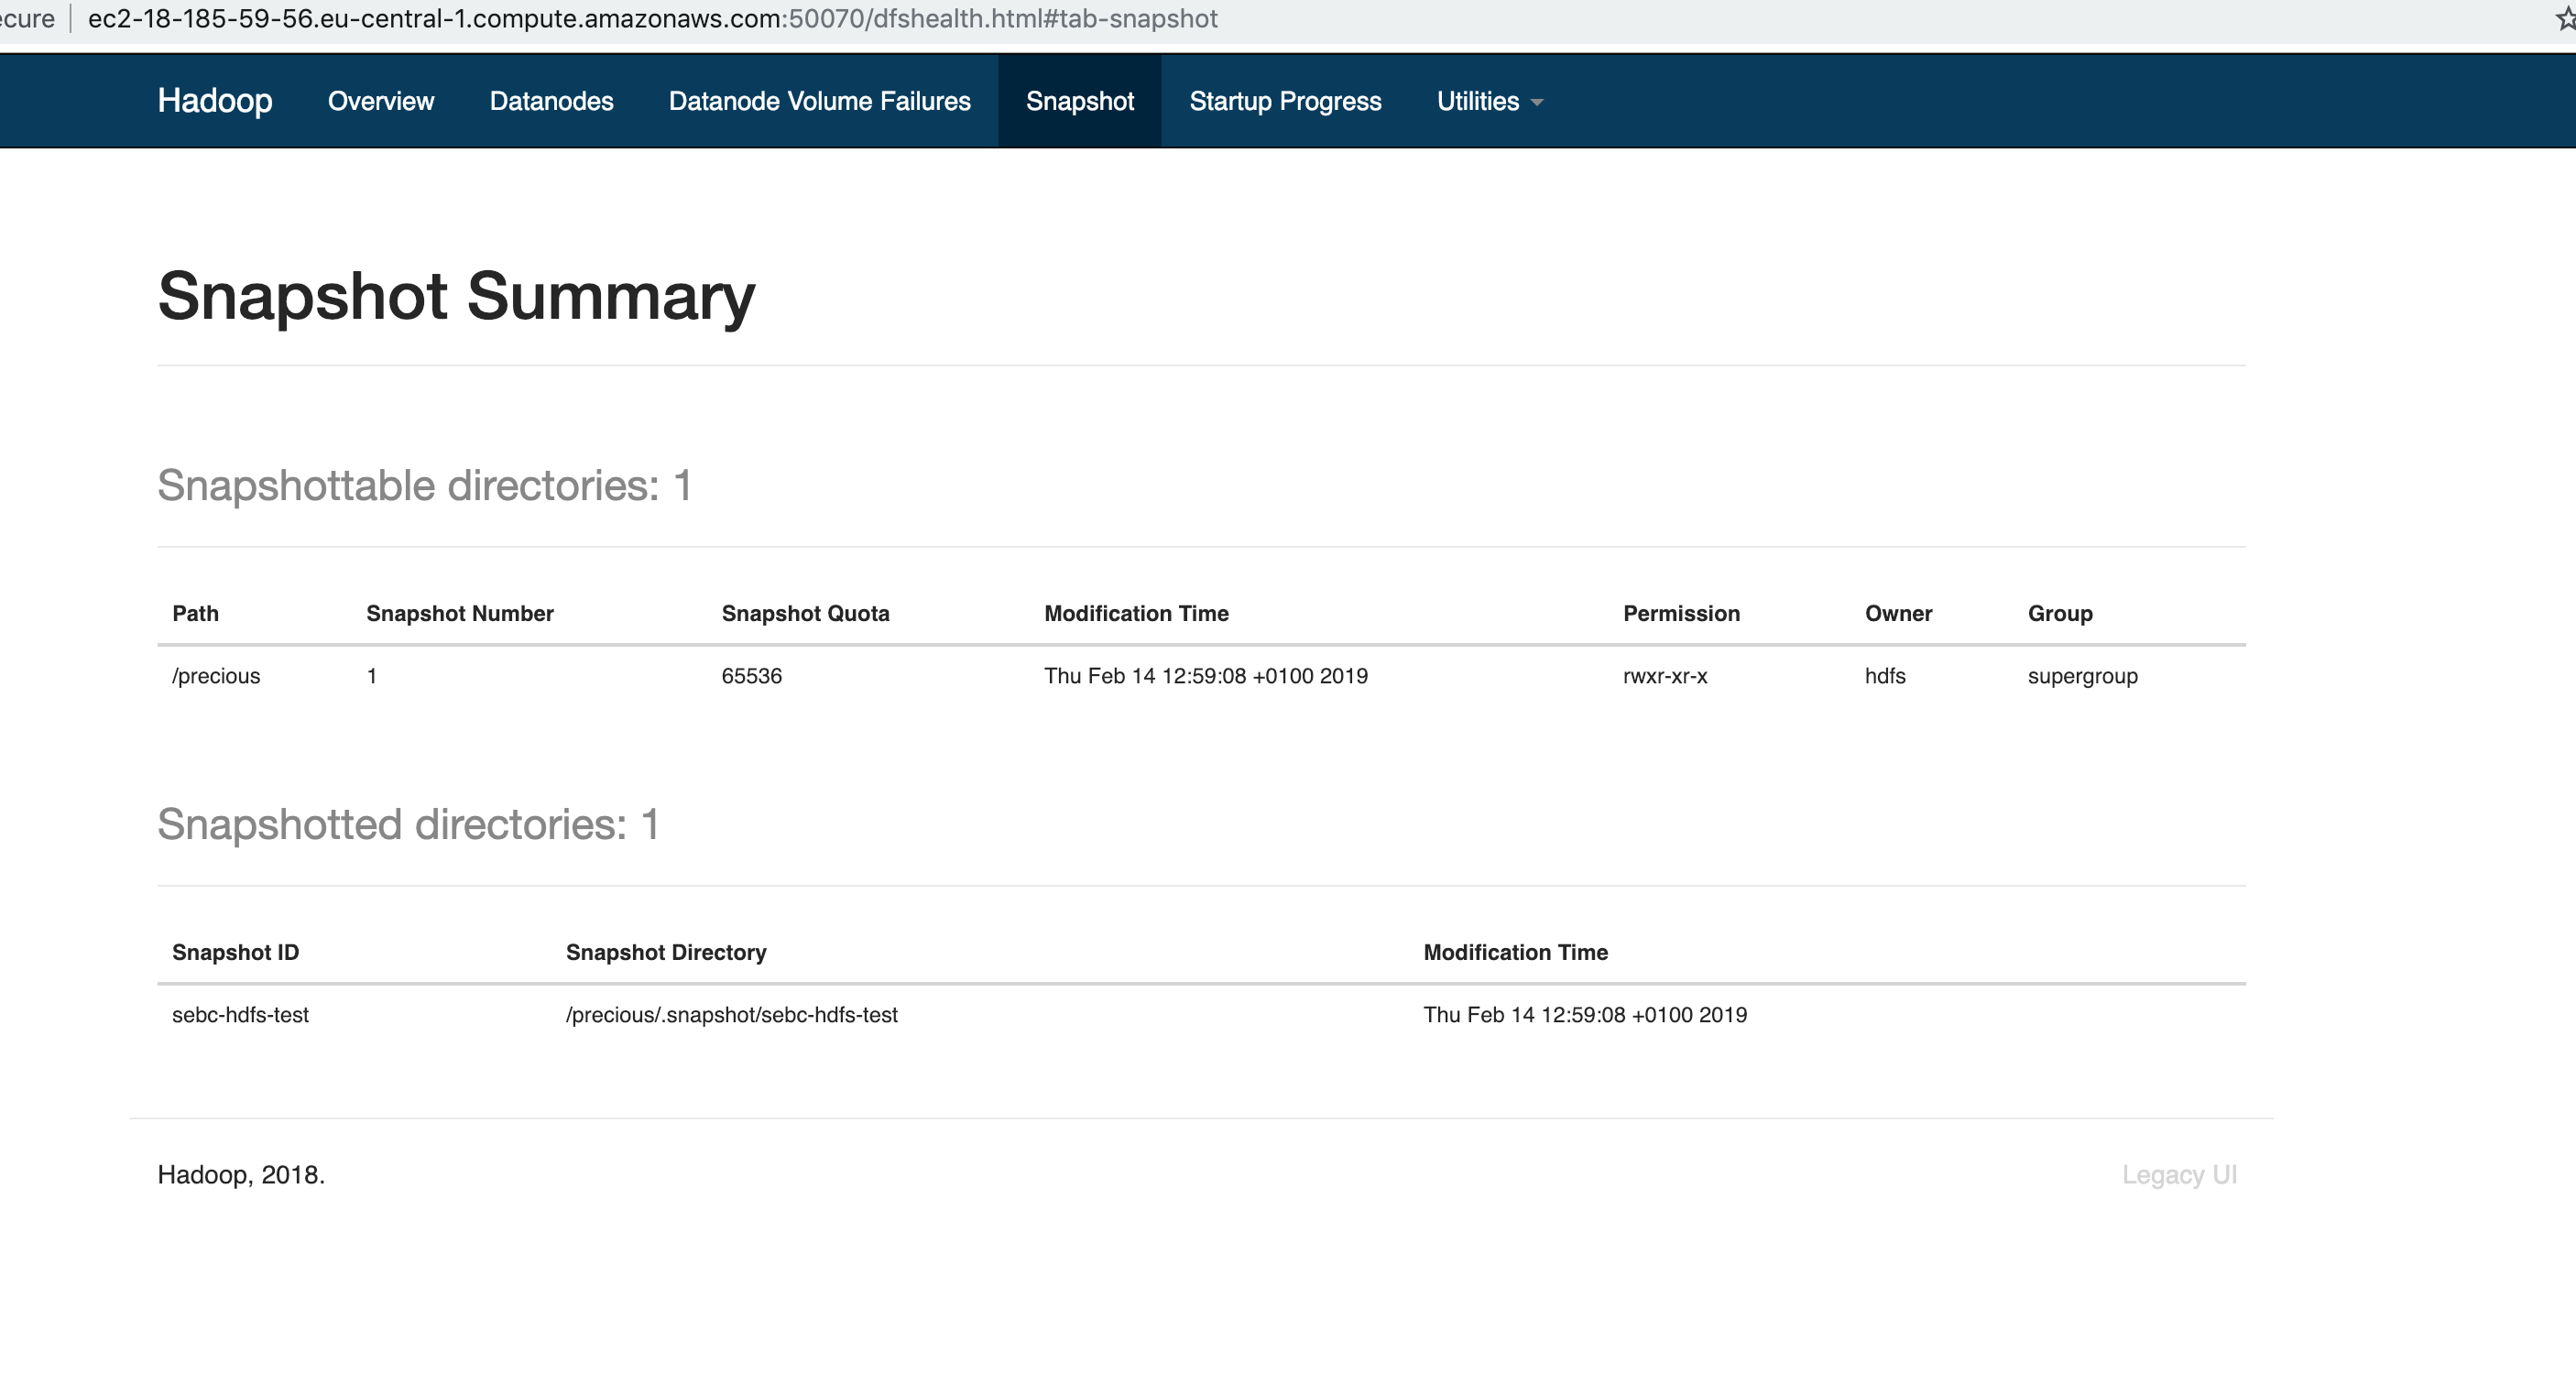 ecure ec2-18-185-59-56.eu-central-1.compute.amazonaws.com:50070/dfshealth.html#tab-snapshot
Hadoop Overview Datanodes Datanode Volume Failures Snapshot Startup Progress Utilities
Snapshot Summary
Snapshottable directories: 1
Path Snapshot Number Snapshot Quota Modification Time Permission Owner Group
/precious 1 65536 Thu Feb 14 12:59:08 +0100 2019 rwxr-xr-x hdfs supergroup
Snapshotted directories: 1
Snapshot ID Snapshot Directory Modification Time
sebc-hdfs-test /precious/.snapshot/sebc-hdfs-test Thu Feb 14 12:59:08 +0100 2019
Hadoop, 2018. Legacy UI